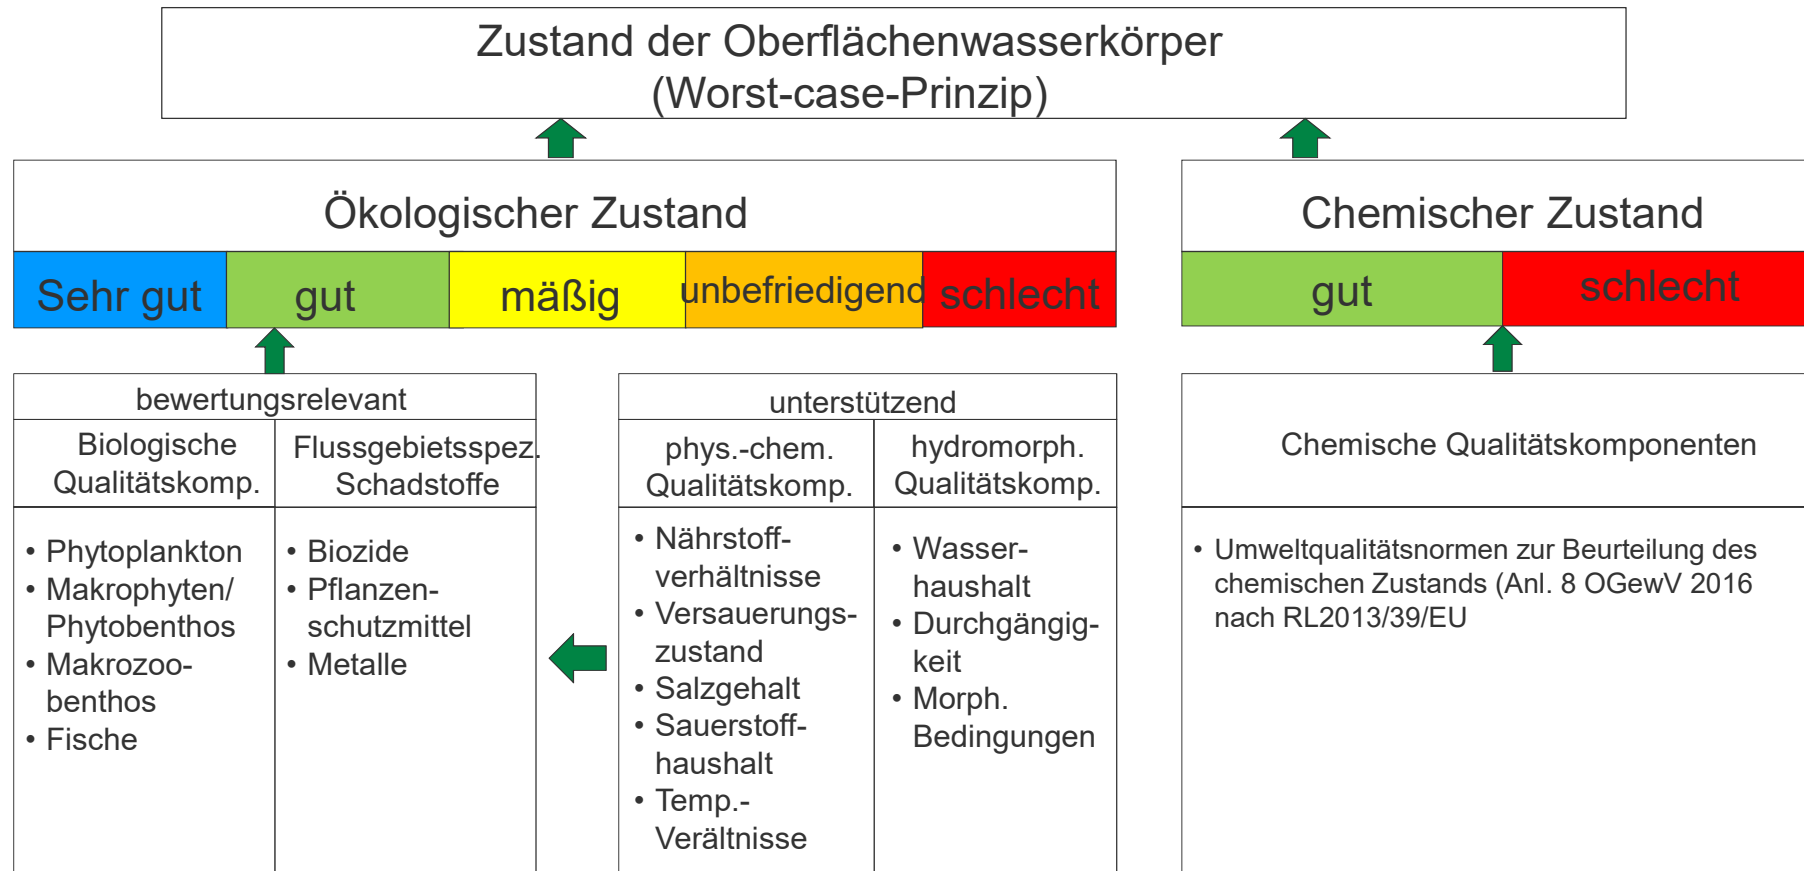 Zustand der Oberflächenwasserkörper
(Worst-case-Prinzip)
Ökologischer Zustand
Sehr gut
gut
mäßig
unbefriedigend
schlecht
Chemischer Zustand
gut
schlecht
bewertungsrelevant
Biologische
Qualitätskomp.
Flussgebietsspez.
Schadstoffe
• Phytoplankton
• Makrophyten/
Phytobenthos
• Makrozoo-
benthos
• Fische
• Biozide
• Pflanzen-
schutzmittel
• Metalle
unterstützend
phys.-chem.
Qualitätskomp.
hydromorph.
Qualitätskomp.
• Nährstoff-
verhältnisse
• Versauerungs-
zustand
• Salzgehalt
• Sauerstoff-
haushalt
• Temp.-
Verältnisse
• Wasser-
haushalt
• Durchgängig-
keit
• Morph.
Bedingungen
Chemische Qualitätskomponenten
• Umweltqualitätsnormen zur Beurteilung des
chemischen Zustands (Anl. 8 OGewV 2016
nach RL2013/39/EU